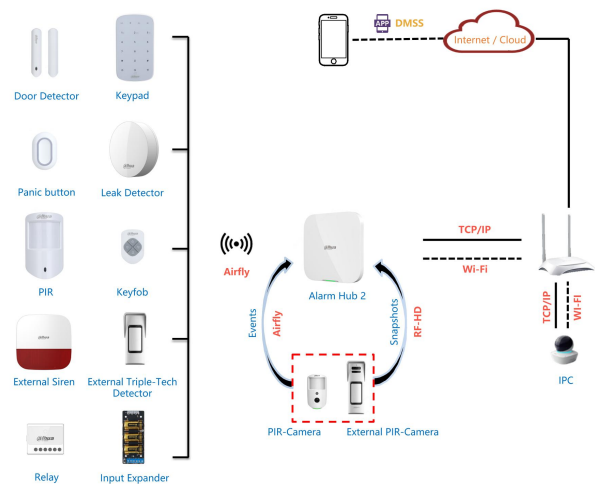 APP DMSS
Internet / Cloud
Door Detector Keypad
Panic button Leak Detector
alhua
Airfly
alhua
Alarm Hub 2
TCP/IP
Wi-Fi
PIR Keyfob
Events
Airfly
Snapshots
RF-HD
TCP/IP
WI-FI
IPC
External Siren External Triple-Tech
Detector
PIR-Camera External PIR-Camera
Relay Input Expander